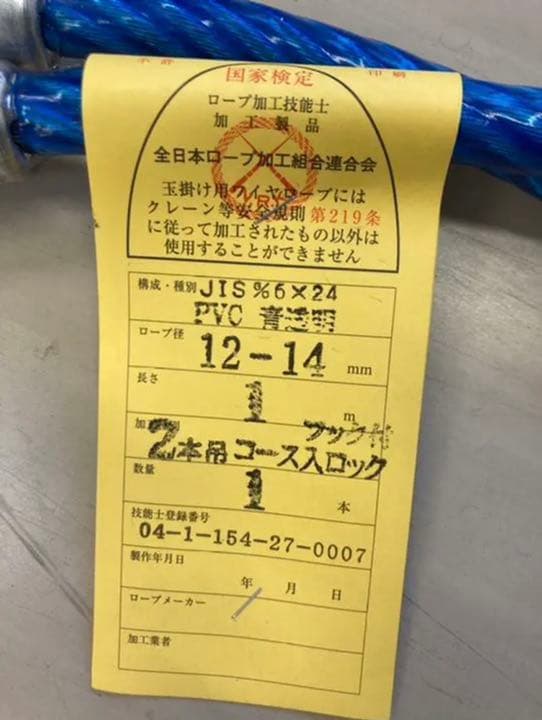 国家検定
ロープ加工技能士
加工製品
全日本ロープ加工組合連合会
玉掛け用ワイヤロープには
クレーン等安全規則第219条
に従って加工されたもの以外は
使用することができません
構成・種別 JIS %6×24
PVC 青透明
ロープ径 12-14 mm
長さ 1 m
フック付
2本吊コース入ロック
数量 1 本
技能士登録番号
04-1-154-27-0007
製作年月日
年 月 日
ロープメーカー
加工業者